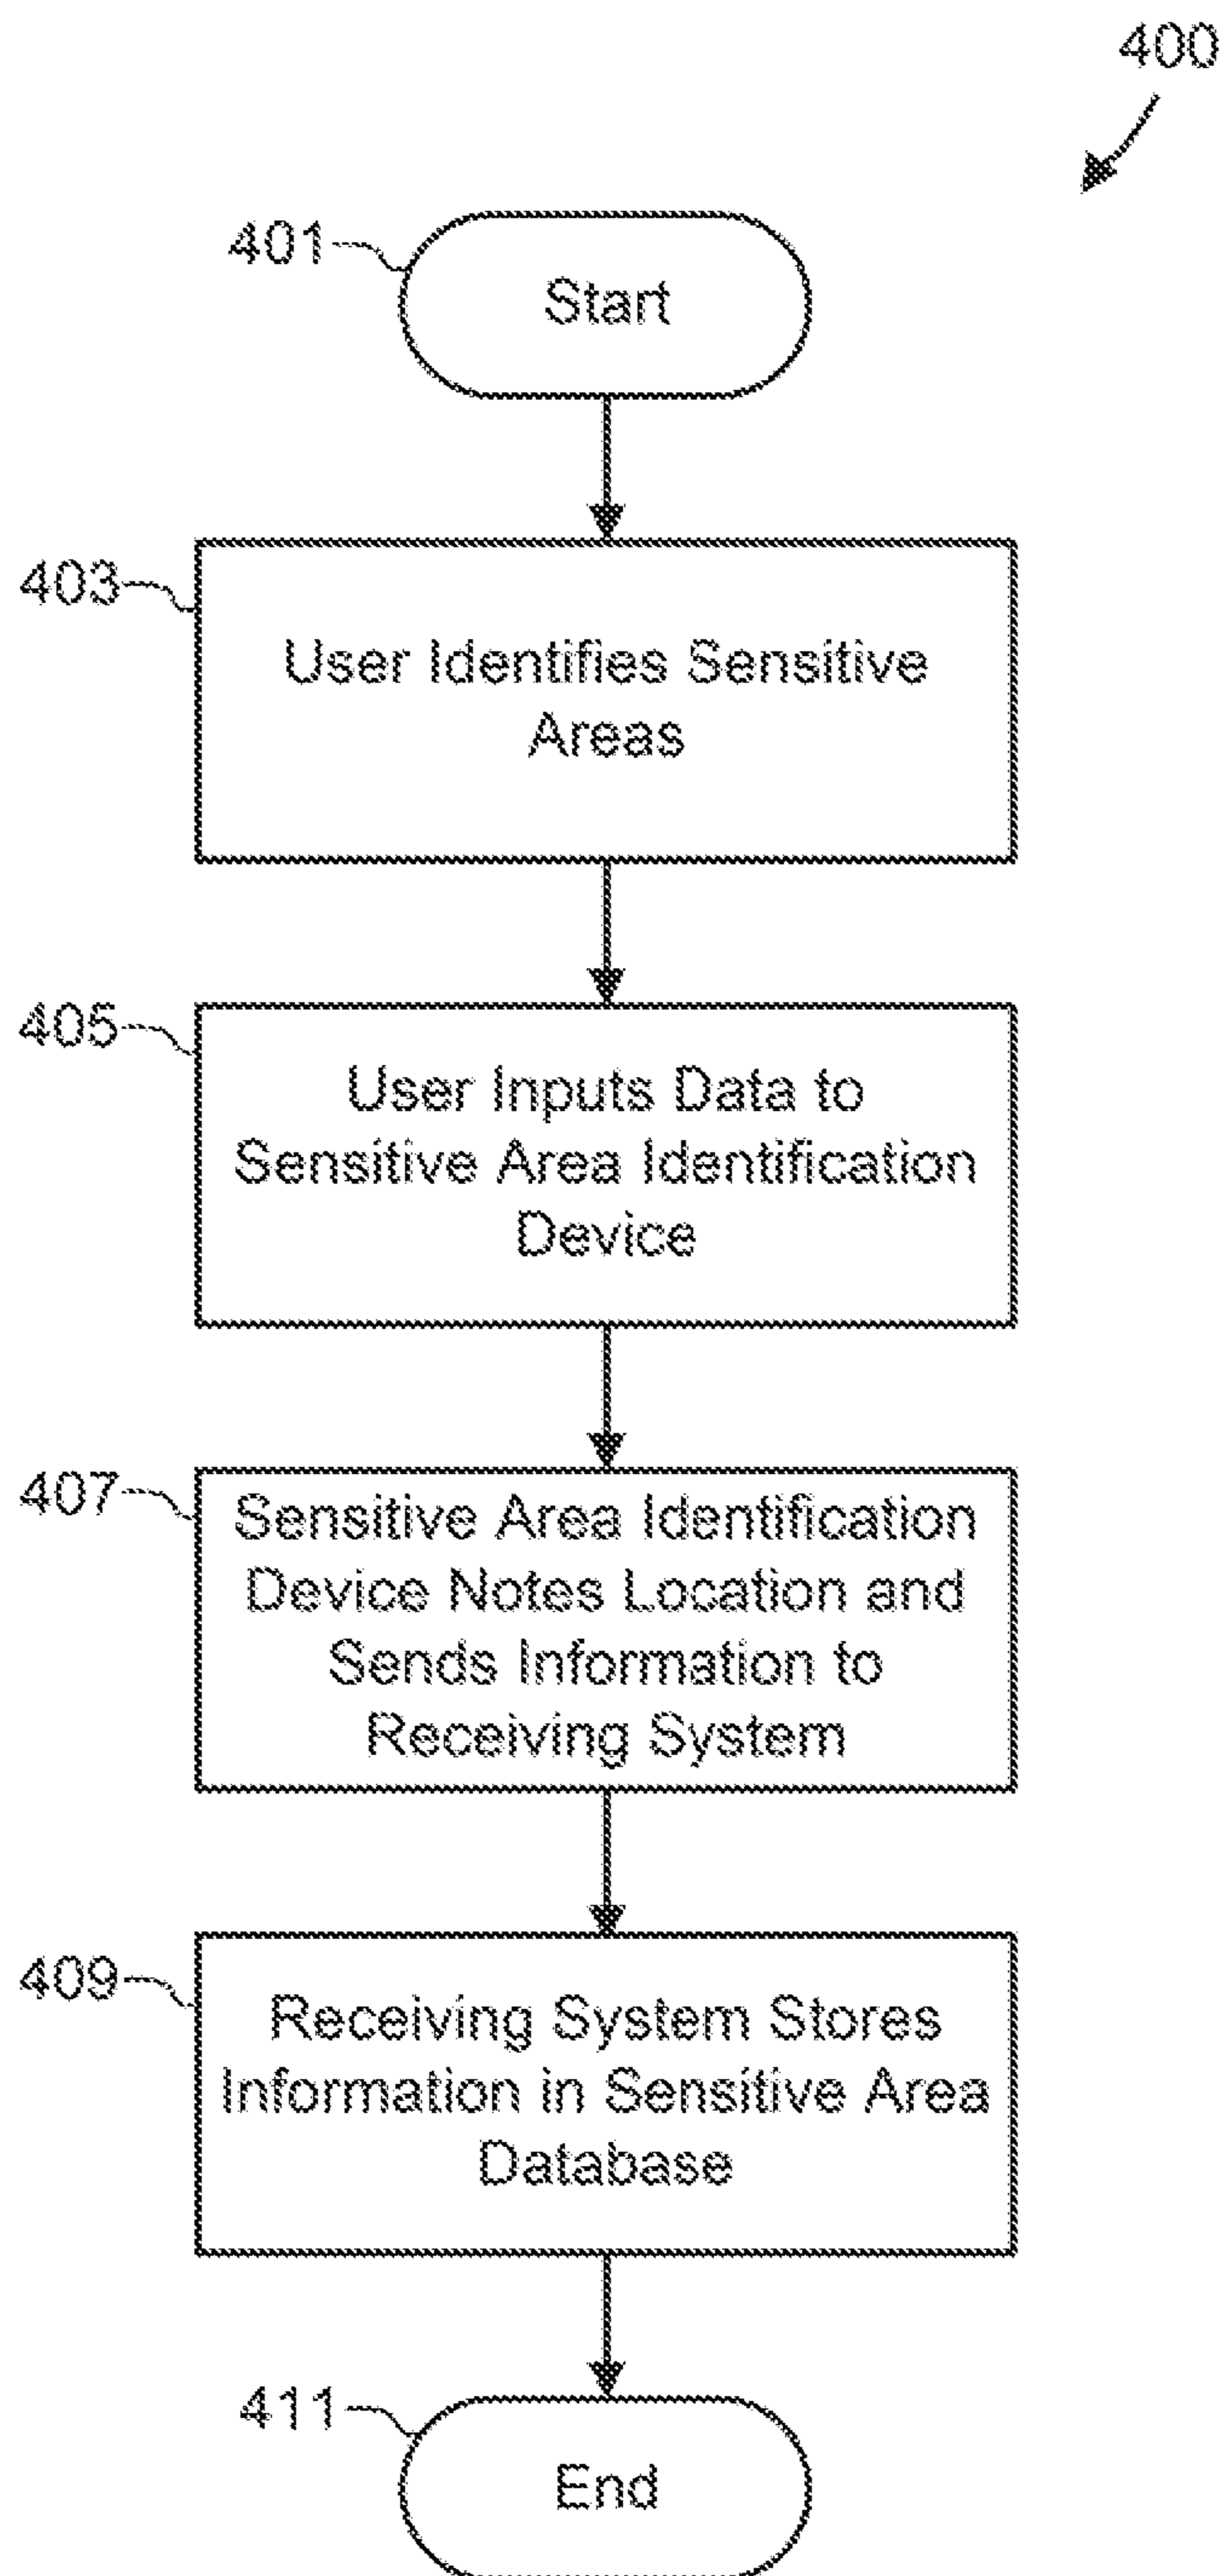 400
401
Start
403
User Identifies Sensitive
Areas
405
User Inputs Data to
Sensitive Area Identification
Device
407
Sensitive Area Identification
Device Notes Location and
Sends Information to
Receiving System
409
Receiving System Stores
Information in Sensitive Area
Database
411
End